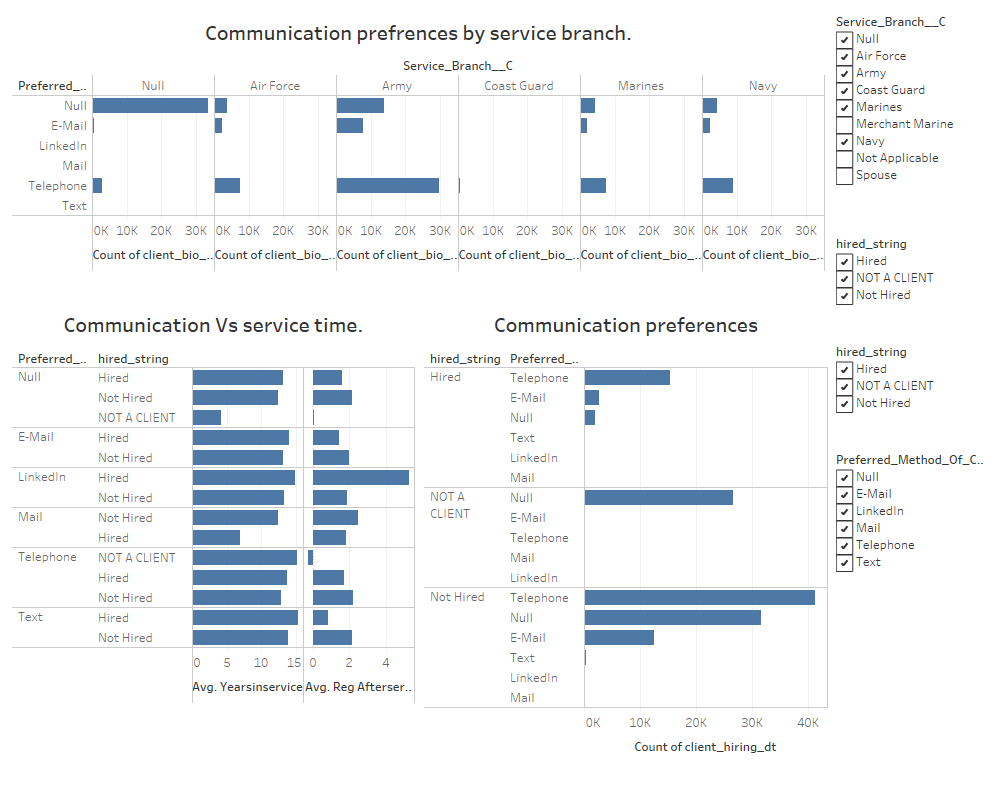 Communication prefrences by service branch.
Service_Branch__C
Preferred_.. Null Air Force Army Coast Guard Marines Navy
Null
E-Mail
LinkedIn
Mail
Telephone
Text
0K 10K 20K 30K 0K 10K 20K 30K 0K 10K 20K 30K 0K 10K 20K 30K 0K 10K 20K 30K 0K 10K 20K 30K
Count of client_bio_.. Count of client_bio_.. Count of client_bio_.. Count of client_bio_.. Count of client_bio_.. Count of client_bio_..
Service_Branch__C
Null
Air Force
Army
Coast Guard
Marines
Merchant Marine
Navy
Not Applicable
Spouse
hired_string
Hired
NOT A CLIENT
Not Hired
hired_string
Hired
NOT A CLIENT
Not Hired
Preferred_Method_Of_C..
Null
E-Mail
LinkedIn
Mail
Telephone
Text
Communication Vs service time.
Preferred_.. hired_string
Null Hired
Not Hired
NOT A CLIENT
E-Mail Hired
Not Hired
LinkedIn Hired
Not Hired
Mail Not Hired
Hired
Telephone NOT A CLIENT
Hired
Not Hired
Text Hired
Not Hired
0 5 10 15 0 2 4
Avg. Yearsinservice Avg. Reg Afterser..
Communication preferences
hired_string Preferred_..
Hired Telephone
E-Mail
Null
Text
LinkedIn
Mail
NOT A Null
CLIENT
E-Mail
Telephone
Mail
LinkedIn
Not Hired Telephone
Null
E-Mail
Text
LinkedIn
Mail
0K 10K 20K 30K 40K
Count of client_hiring_dt